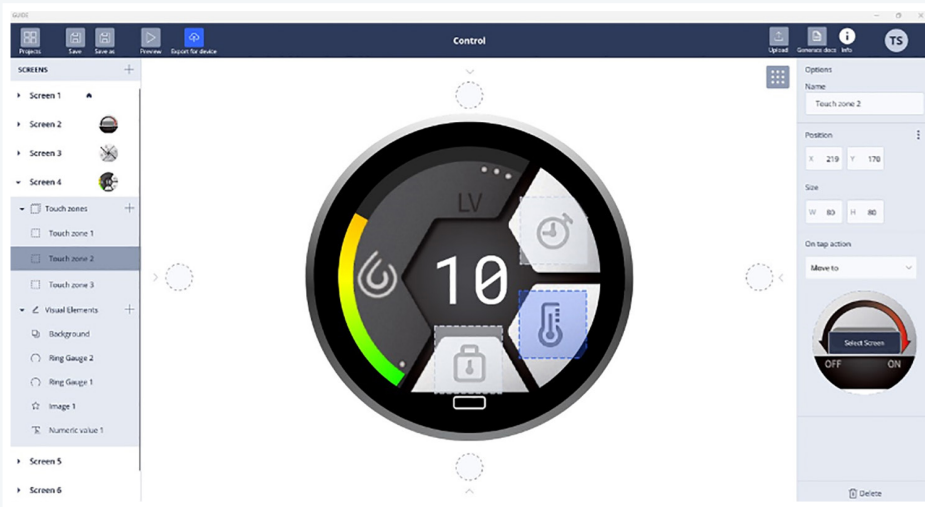 GUIDE
Projects
Save
Save as
Preview
Export for device
Control
Upload
Generate docs
Info
TS
SCREENS
Screen 1
Screen 2
Screen 3
Screen 4
Touch zones
Touch zone 1
Touch zone 2
Touch zone 3
Visual Elements
Background
Ring Gauge 2
Ring Gauge 1
Image 1
Numeric value 1
Screen 5
Screen 6
LV
10
Options
Name
Touch zone 2
Position
X 219 Y 170
Size
W 80 H 80
On tap action
Move to
Select Screen
OFF ON
Delete